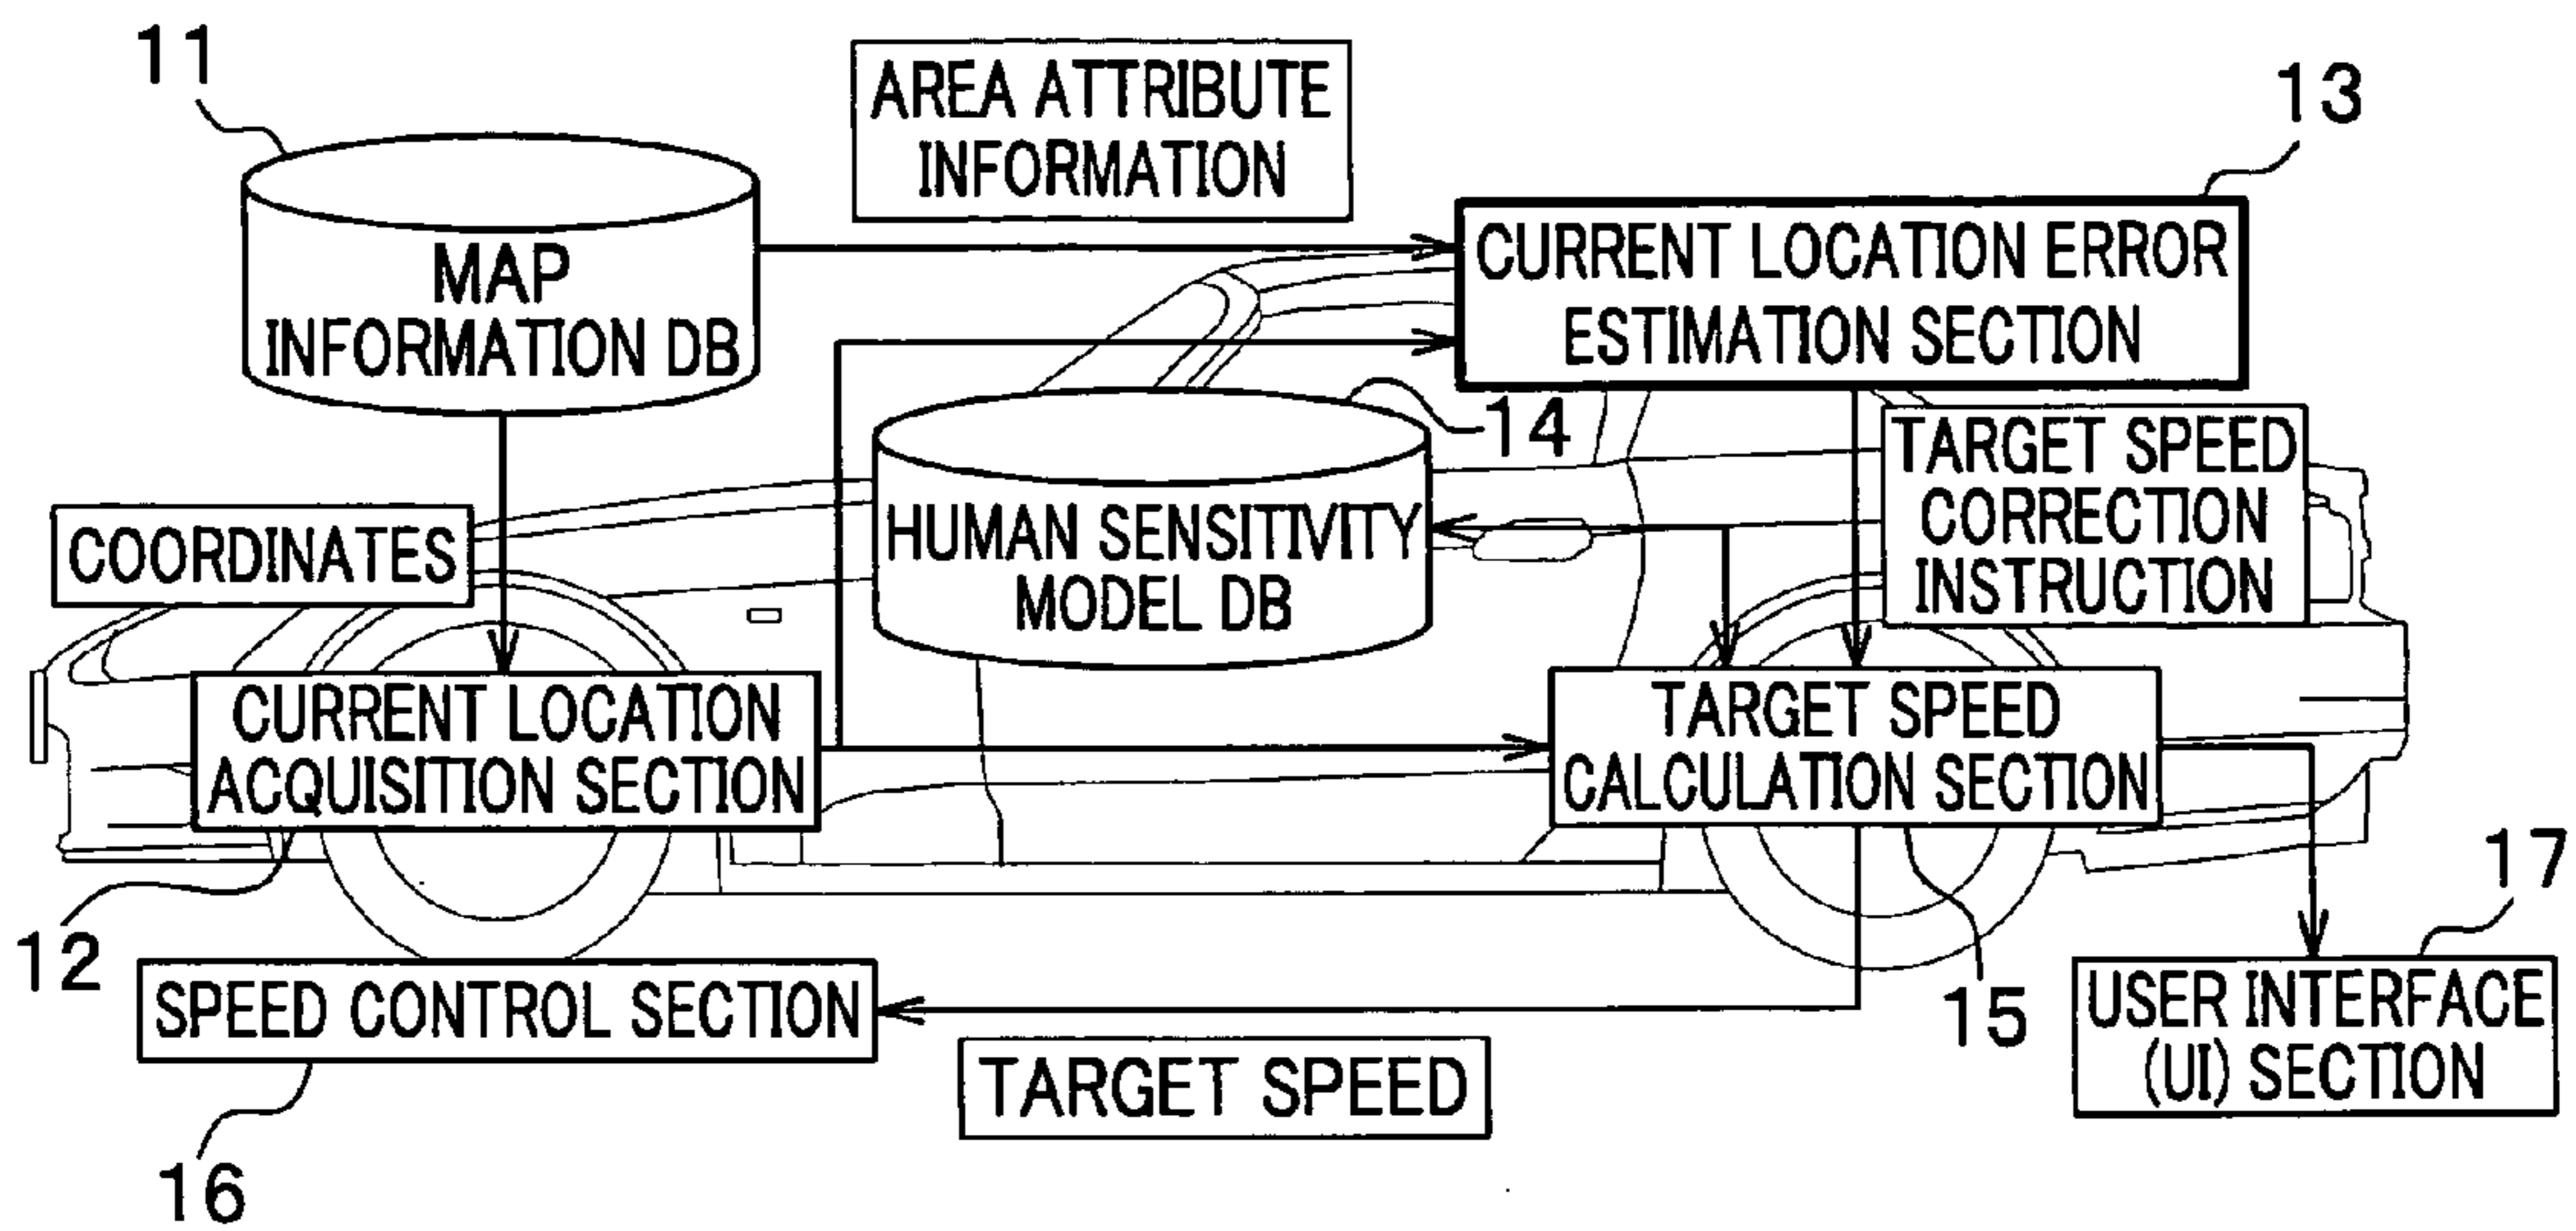 11
AREA ATTRIBUTE
INFORMATION
13
MAP
INFORMATION DB
CURRENT LOCATION ERROR
ESTIMATION SECTION
14
TARGET SPEED
CORRECTION
INSTRUCTION
COORDINATES
HUMAN SENSITIVITY
MODEL DB
CURRENT LOCATION
ACQUISITION SECTION
TARGET SPEED
CALCULATION SECTION
12
15
17
SPEED CONTROL SECTION
USER INTERFACE
(UI) SECTION
TARGET SPEED
16